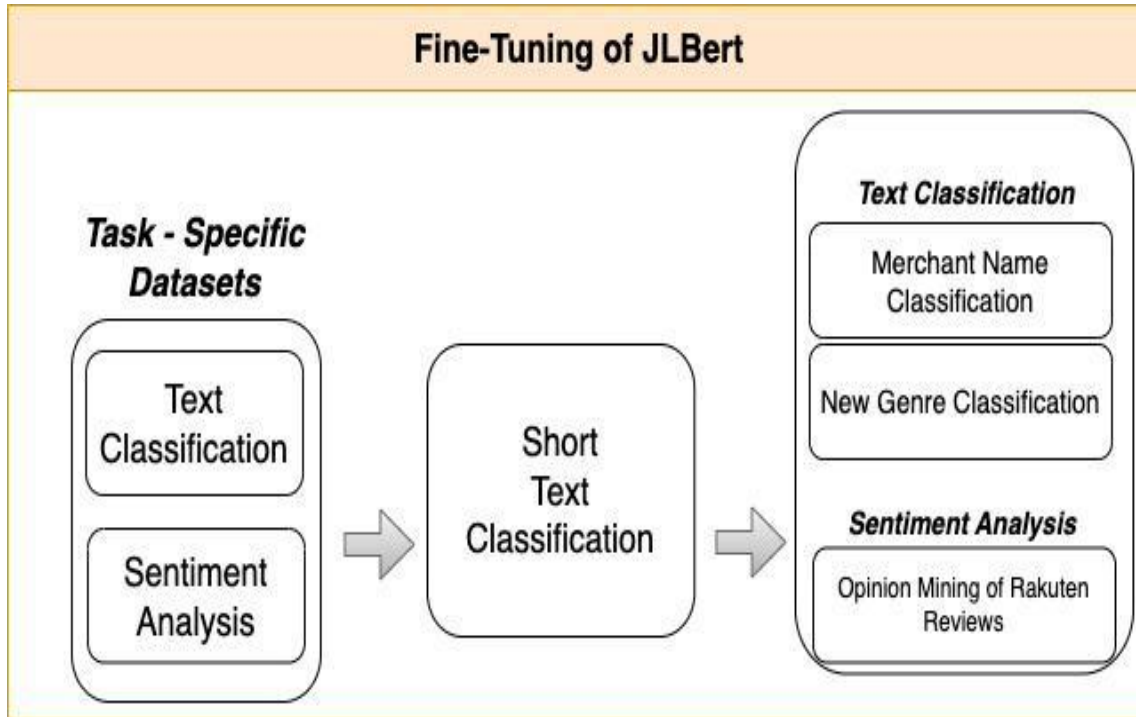 Fine-Tuning of JLBert
Task - Specific
Datasets
Text
Classification
Sentiment
Analysis
Short
Text
Classification
Text Classification
Merchant Name
Classification
New Genre Classification
Sentiment Analysis
Opinion Mining of Rakuten
Reviews